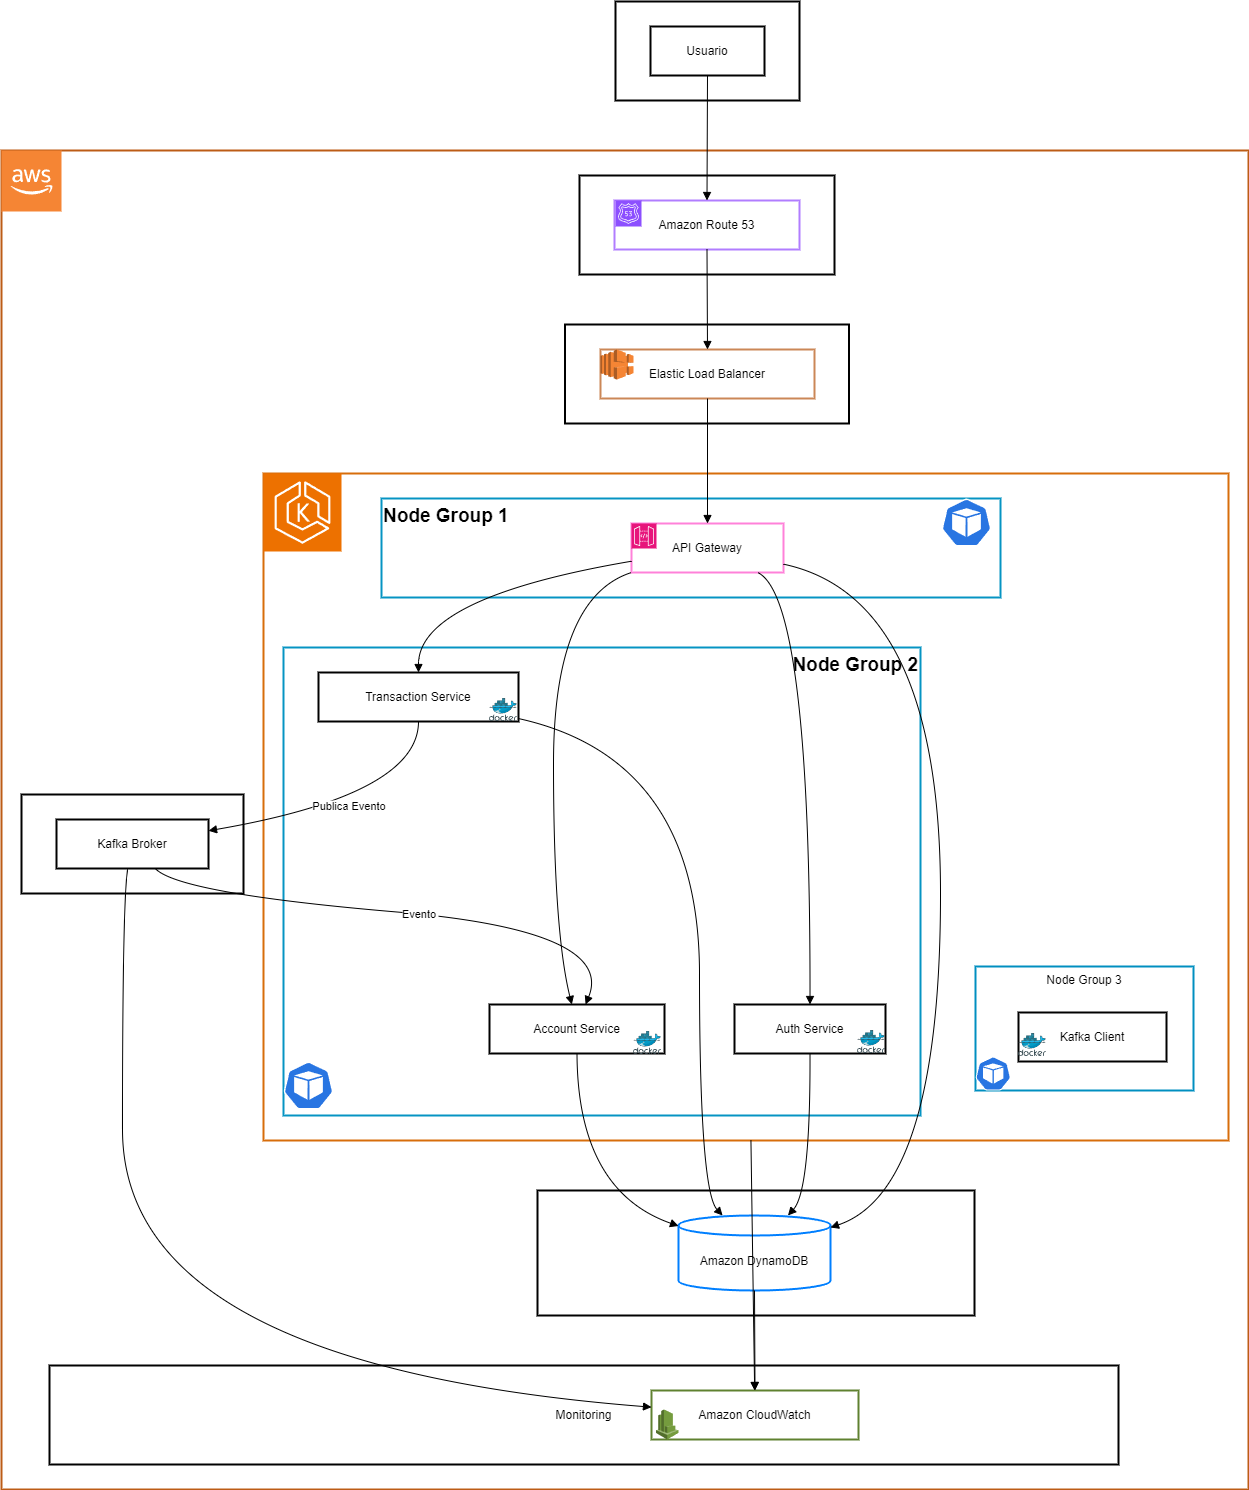 Usuario
aws
53
Amazon Route 53
Elastic Load Balancer
K
Node Group 1
</>
API Gateway
Node Group 2
Transaction Service
docker
Publica Evento
Kafka Broker
Evento
Node Group 3
Account Service
docker
Auth Service
docker
Kafka Client
docker
Amazon DynamoDB
Monitoring
Amazon CloudWatch